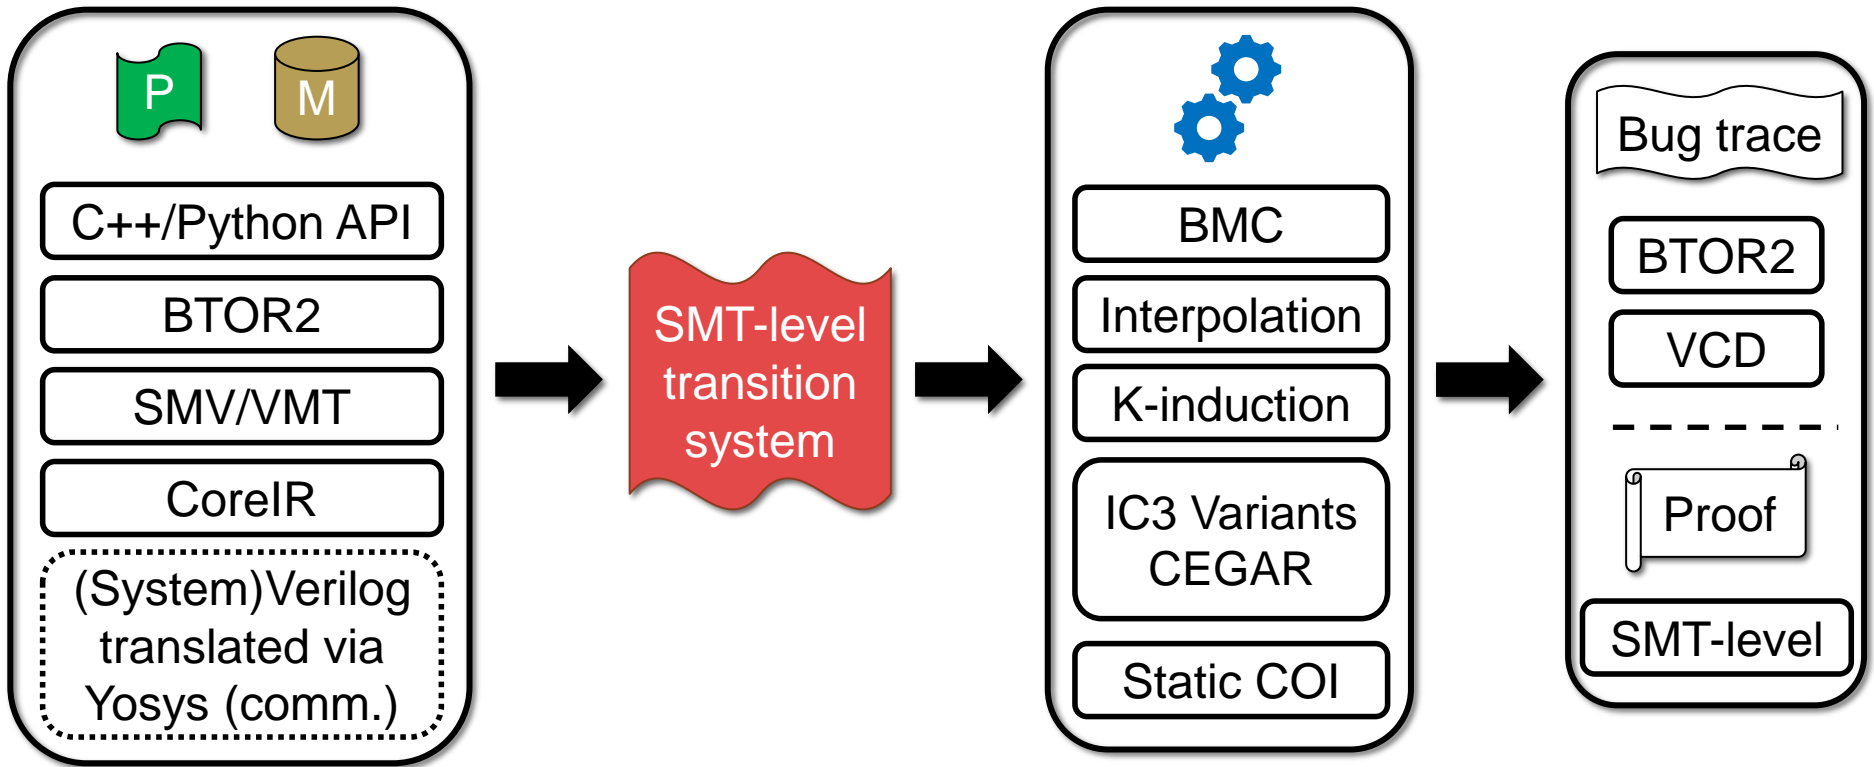 P
M
C++/Python API
BTOR2
SMV/VMT
CoreIR
(System)Verilog
translated via
Yosys (comm.)
SMT-level
transition
system
BMC
Interpolation
K-induction
IC3 Variants
CEGAR
Static COI
Bug trace
BTOR2
VCD
Proof
SMT-level